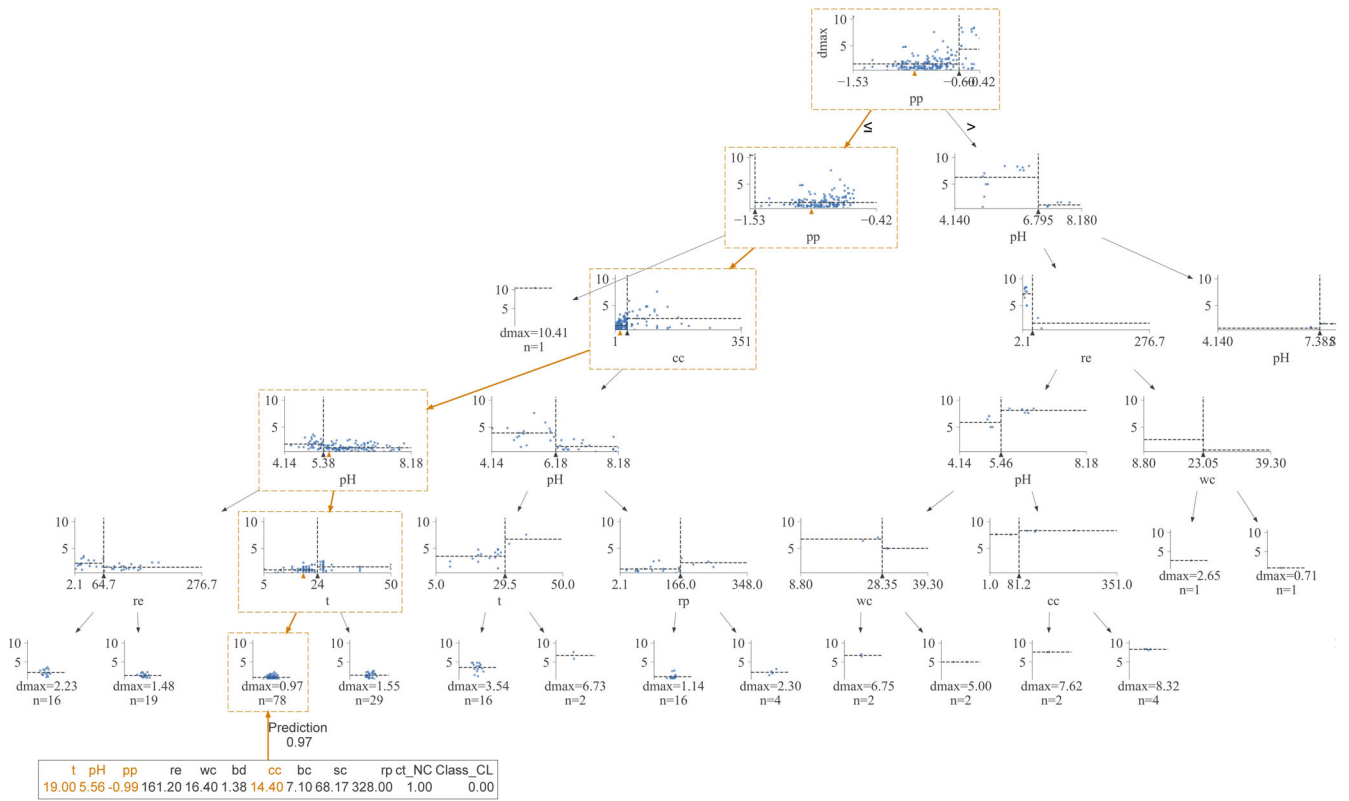 10
5
dmax
−1.53 −0.60 −0.42
pp
≤ >
10
5
−1.53 −0.42
pp
10
5
4.140 6.795 8.180
pH
10
5
dmax=10.41
n=1
10
5
1 351
cc
10
5
2.1 276.7
re
10
5
4.140 7.385
pH
10
5
4.14 5.38 8.18
pH
10
5
4.14 6.18 8.18
pH
10
5
4.14 5.46 8.18
pH
10
5
8.80 23.05 39.30
wc
10
5
2.1 64.7 276.7
re
10
5
5 24 50
t
10
5
5.0 29.5 50.0
t
10
5
2.1 166.0 348.0
rp
10
5
8.80 28.55 39.30
wc
10
5
1.0 81.2 351.0
cc
10
5
dmax=2.65
n=1
10
5
dmax=0.71
n=1
10
5
dmax=2.23
n=16
10
5
dmax=1.48
n=19
10
5
dmax=0.97
n=78
10
5
dmax=1.55
n=29
10
5
dmax=3.54
n=16
10
5
dmax=6.73
n=2
10
5
dmax=1.14
n=16
10
5
dmax=2.30
n=4
10
5
dmax=6.75
n=2
10
5
dmax=5.00
n=2
10
5
dmax=7.62
n=2
10
5
dmax=8.32
n=4
Prediction
0.97
t pH pp re wc bd cc bc sc rp ct_NC Class_CL
19.00 5.56 -0.99 161.20 16.40 1.38 14.40 7.10 68.17 328.00 1.00 0.00